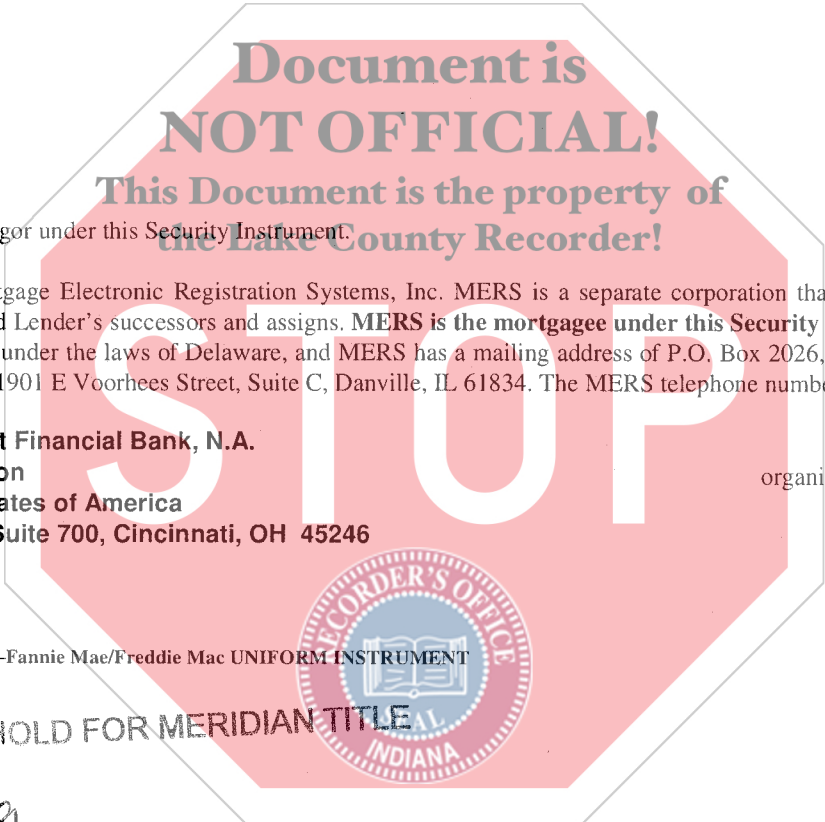 Document is
NOT OFFICIAL!
This Document is the property of
the Lake County Recorder!
gor under this Security Instrument.
tgage Electronic Registration Systems, Inc. MERS is a separate corporation tha
d Lender's successors and assigns. MERS is the mortgagee under this Security
under the laws of Delaware, and MERS has a mailing address of P.O. Box 2026,
1901 E Voorhees Street, Suite C, Danville, IL 61834. The MERS telephone numbe
STOP
t Financial Bank, N.A.
on
organi
ates of America
Suite 700, Cincinnati, OH 45246
RECORDER'S OFFICE
SEAL
INDIANA
-Fannie Mae/Freddie Mac UNIFORM INSTRUMENT
HOLD FOR MERIDIAN TITLE